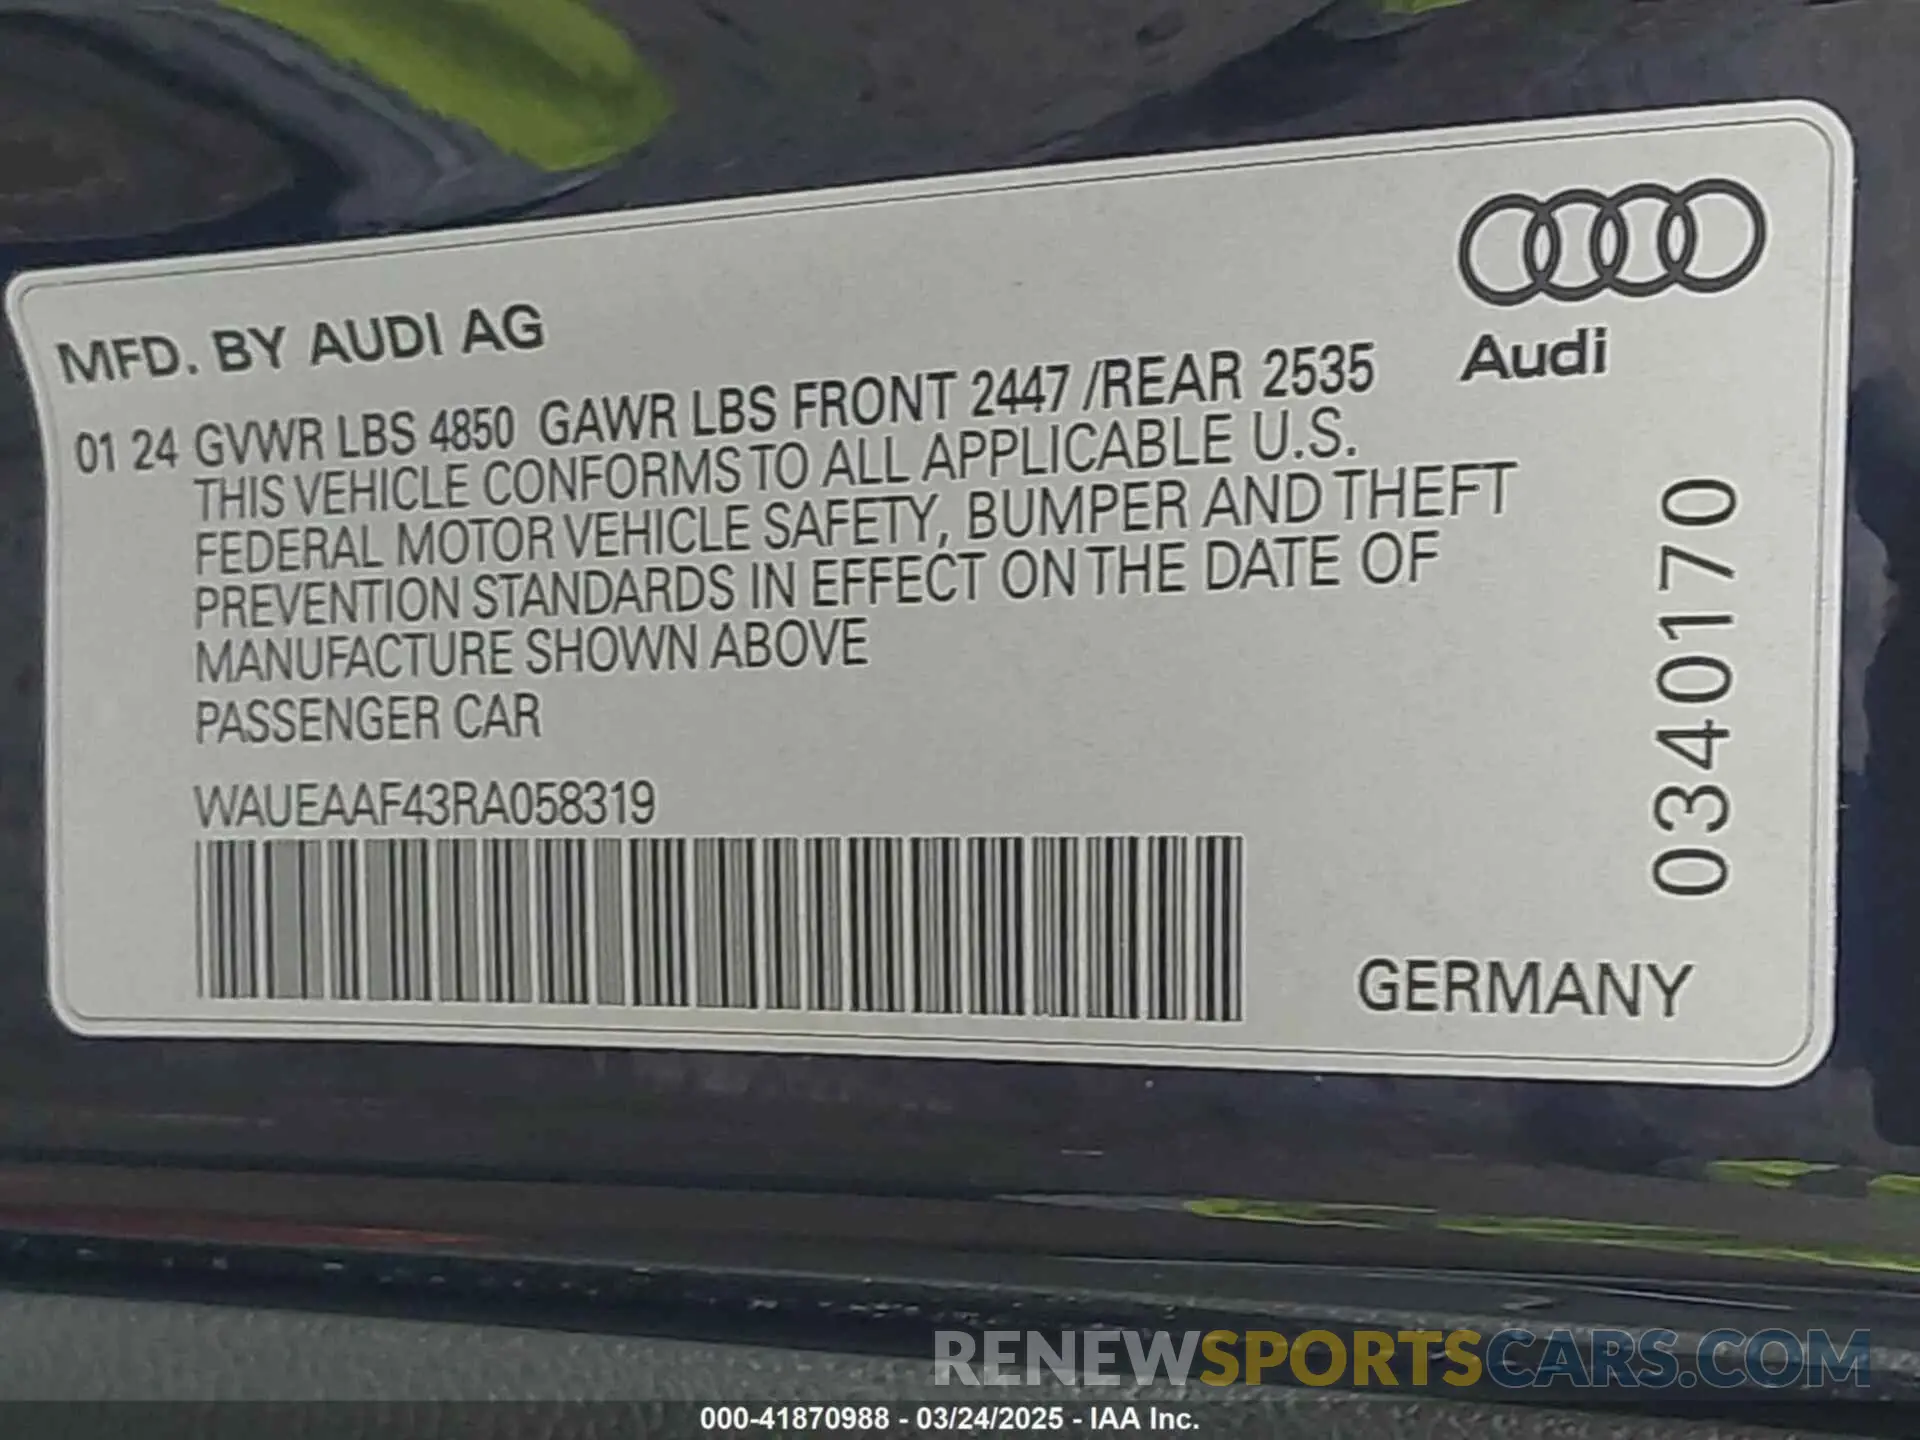 MFD. BY AUDI AG
Audi
01 24 GVWR LBS 4850 GAWR LBS FRONT 2447 /REAR 2535
THIS VEHICLE CONFORMS TO ALL APPLICABLE U.S.
FEDERAL MOTOR VEHICLE SAFETY, BUMPER AND THEFT
PREVENTION STANDARDS IN EFFECT ON THE DATE OF
MANUFACTURE SHOWN ABOVE
PASSENGER CAR
WAUEAAF43RA058319
0340170
GERMANY
RENEWSPORTSCARS.COM
000-41870988 - 03/24/2025 - IAA Inc.